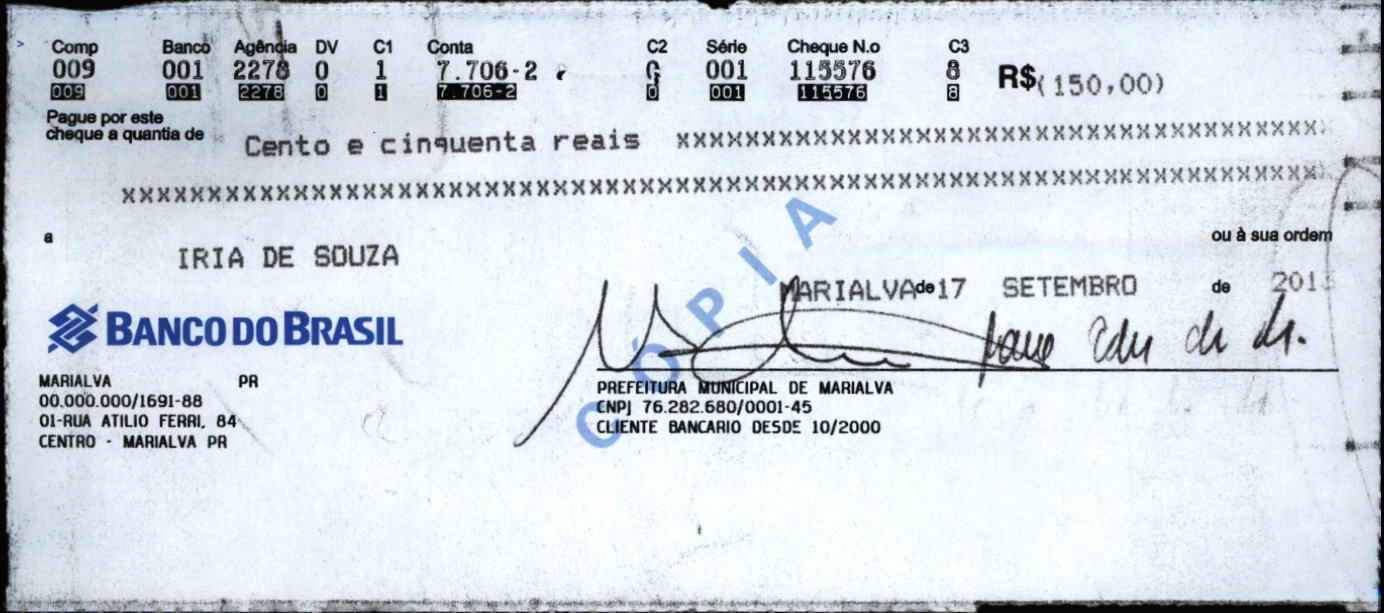 Comp Banco Agência DV C1 Conta C2 Série Cheque N.o C3
009 001 2278 0 1 7.706-2 001 115576 8 R$(150,00)
009 001 2278 0 1 7.706-2 0 001 115576 8
Pague por este
cheque a quantia de Cento e cinquenta reais xxxxxxxxxxxxxxxxxxxxxxxxxxxxxxxxxxxxxxxxxxxxx
xxxxxxxxxxxxxxxxxxxxxxxxxxxxxxxxxxxxxxxxxxxxxxxxxxxxxxxxxxxxxxxxxxxxxxxxxxxxxxxxxxx
a ou à sua ordem
IRIA DE SOUZA
MARIALVA de 17 SETEMBRO de
CÓPIA
BANCO DO BRASIL
MARIALVA PR
00.000.000/1691-88
01-RUA ATILIO FERRI, 84
CENTRO - MARIALVA PR
PREFEITURA MUNICIPAL DE MARIALVA
CNPJ 76.282.680/0001-45
CLIENTE BANCARIO DESDE 10/2000